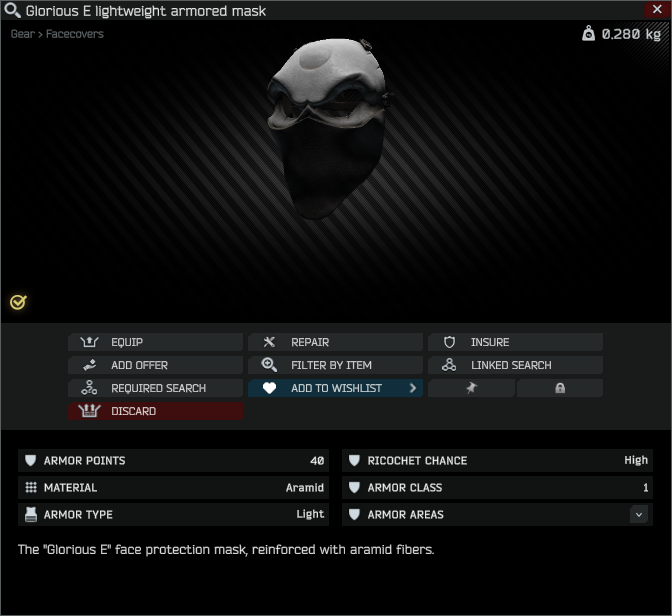 Glorious E lightweight armored mask
Gear > Facecovers
0.280 kg
EQUIP
REPAIR
INSURE
ADD OFFER
FILTER BY ITEM
LINKED SEARCH
REQUIRED SEARCH
ADD TO WISHLIST
DISCARD
ARMOR POINTS 40
RICOCHET CHANCE High
MATERIAL Aramid
ARMOR CLASS 1
ARMOR TYPE Light
ARMOR AREAS
The "Glorious E" face protection mask, reinforced with aramid fibers.